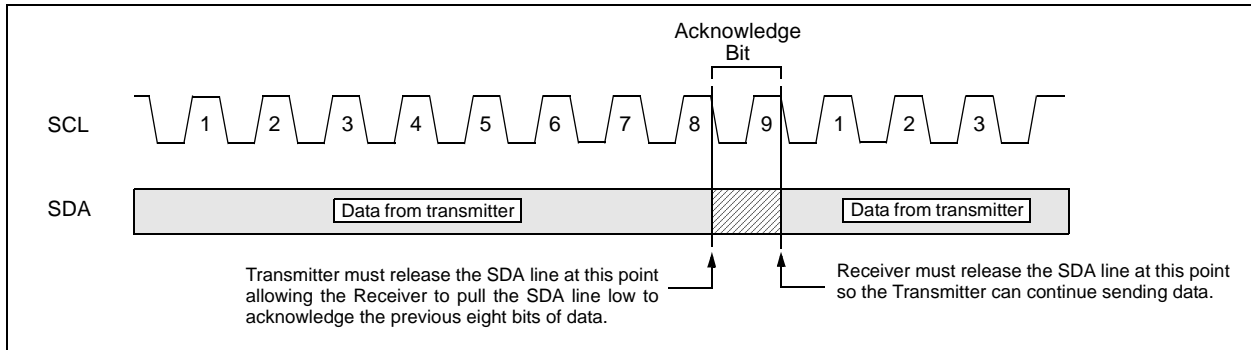 Acknowledge
Bit
SCL
1 2 3 4 5 6 7 8 9 1 2 3
SDA
Data from transmitter
Data from transmitter
Transmitter must release the SDA line at this point
allowing the Receiver to pull the SDA line low to
acknowledge the previous eight bits of data.
Receiver must release the SDA line at this point
so the Transmitter can continue sending data.